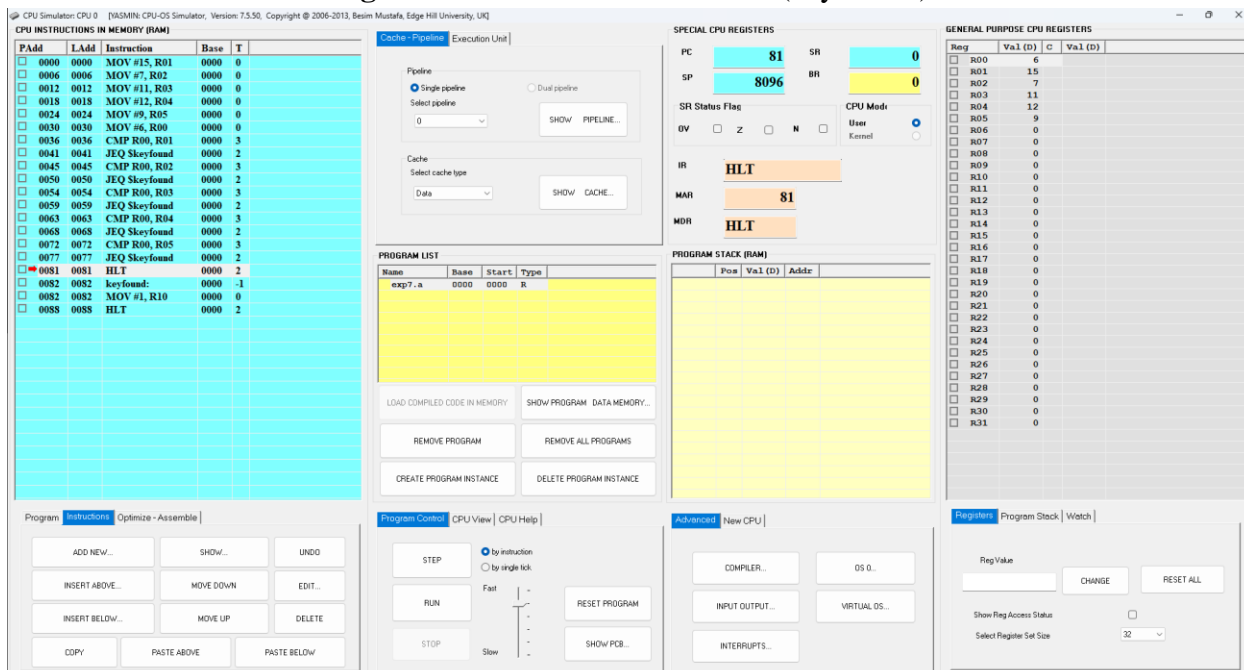 CPU Simulator: CPU 0 [YASMIN: CPU-OS Simulator, Version: 7.5.50, Copyright @ 2006-2013, Besim Mustafa, Edge Hill University, UK]
CPU INSTRUCTIONS IN MEMORY (RAM)
PAdd LAdd Instruction Base T
0000 0000 MOV #15, R01 0000 0
0006 0006 MOV #7, R02 0000 0
0012 0012 MOV #11, R03 0000 0
0018 0018 MOV #12, R04 0000 0
0024 0024 MOV #9, R05 0000 0
0030 0030 MOV #6, R00 0000 0
0036 0036 CMP R00, R01 0000 3
0041 0041 JEQ $keyfound 0000 2
0045 0045 CMP R00, R02 0000 3
0050 0050 JEQ $keyfound 0000 2
0054 0054 CMP R00, R03 0000 3
0059 0059 JEQ $keyfound 0000 2
0063 0063 CMP R00, R04 0000 3
0068 0068 JEQ $keyfound 0000 2
0072 0072 CMP R00, R05 0000 3
0077 0077 JEQ $keyfound 0000 2
0081 0081 HLT 0000 2
0082 0082 keyfound: 0000 -1
0082 0082 MOV #1, R10 0000 0
0088 0088 HLT 0000 2
Program Instructions Optimize - Assemble
ADD NEW... SHOW... UNDO
INSERT ABOVE... MOVE DOWN EDIT...
INSERT BELOW... MOVE UP DELETE
COPY PASTE ABOVE PASTE BELOW
Cache - Pipeline Execution Unit
Pipeline
Single pipeline Dual pipeline
Select pipeline
0 SHOW PIPELINE...
Cache
Select cache type
Data SHOW CACHE...
PROGRAM LIST
Name Base Start Type
exp7.a 0000 0000 R
LOAD COMPILED CODE IN MEMORY SHOW PROGRAM DATA MEMORY...
REMOVE PROGRAM REMOVE ALL PROGRAMS
CREATE PROGRAM INSTANCE DELETE PROGRAM INSTANCE
Program Control CPU View CPU Help
STEP by instruction
by single tick
Fast
RUN RESET PROGRAM
STOP SHOW PCB...
Slow
SPECIAL CPU REGISTERS
PC 81 SR 0
SP 8096 BR 0
SR Status Flag CPU Mode
OV Z N User
Kernel
IR HLT
MAR 81
MDR HLT
PROGRAM STACK (RAM)
Pos Val (D) Addr
Advanced New CPU
COMPILER... OS 0...
INPUT OUTPUT... VIRTUAL OS...
INTERRUPTS...
GENERAL PURPOSE CPU REGISTERS
Reg Val (D) C Val (D)
R00 6
R01 15
R02 7
R03 11
R04 12
R05 9
R06 0
R07 0
R08 0
R09 0
R10 0
R11 0
R12 0
R13 0
R14 0
R15 0
R16 0
R17 0
R18 0
R19 0
R20 0
R21 0
R22 0
R23 0
R24 0
R25 0
R26 0
R27 0
R28 0
R29 0
R30 0
R31 0
Registers Program Stack Watch
Reg Value
CHANGE RESET ALL
Show Reg Access Status
Select Register Set Size 32